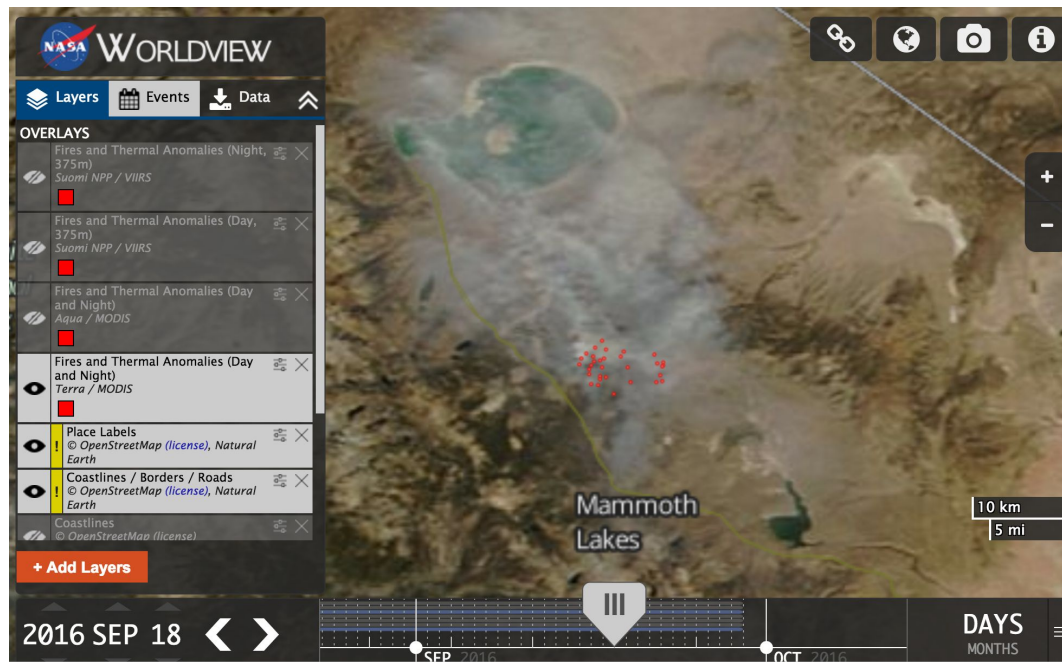 NASA WORLDVIEW
Layers Events Data
OVERLAYS
Fires and Thermal Anomalies (Night,
375m)
Suomi NPP / VIIRS
Fires and Thermal Anomalies (Day,
375m)
Suomi NPP / VIIRS
Fires and Thermal Anomalies (Day
and Night)
Aqua / MODIS
Fires and Thermal Anomalies (Day
and Night)
Terra / MODIS
! Place Labels
© OpenStreetMap (license), Natural
Earth
! Coastlines / Borders / Roads
© OpenStreetMap (license), Natural
Earth
Coastlines
© OpenStreetMap (license)
+ Add Layers
Mammoth
Lakes
10 km
5 mi
2016 SEP 18
SEP 2016
OCT 2016
DAYS
MONTHS